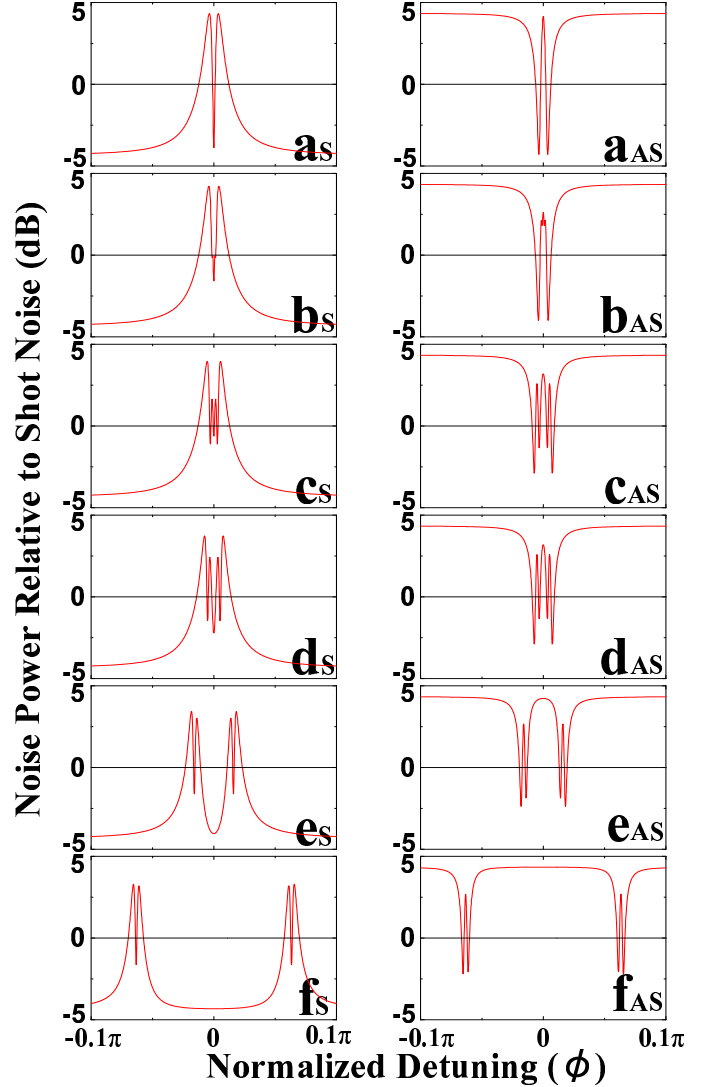 Noise Power Relative to Shot Noise (dB)
5
0
-5
aS
5
0
-5
aAS
5
0
-5
bS
5
0
-5
bAS
5
0
-5
cS
5
0
-5
cAS
5
0
-5
dS
5
0
-5
dAS
5
0
-5
eS
5
0
-5
eAS
5
0
-5
fS
5
0
-5
fAS
-0.1π 0 0.1π
-0.1π 0 0.1π
Normalized Detuning (ϕ)